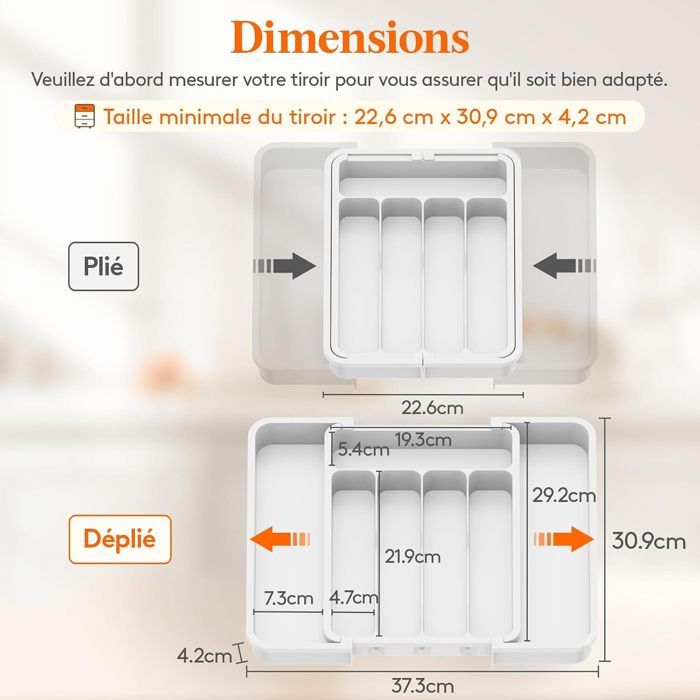 Dimensions
Veuillez d'abord mesurer votre tiroir pour vous assurer qu'il soit bien adapté.
Taille minimale du tiroir : 22,6 cm x 30,9 cm x 4,2 cm
Plié
22.6cm
19.3cm
5.4cm
29.2cm
Déplié
30.9cm
21.9cm
7.3cm
4.7cm
4.2cm
37.3cm